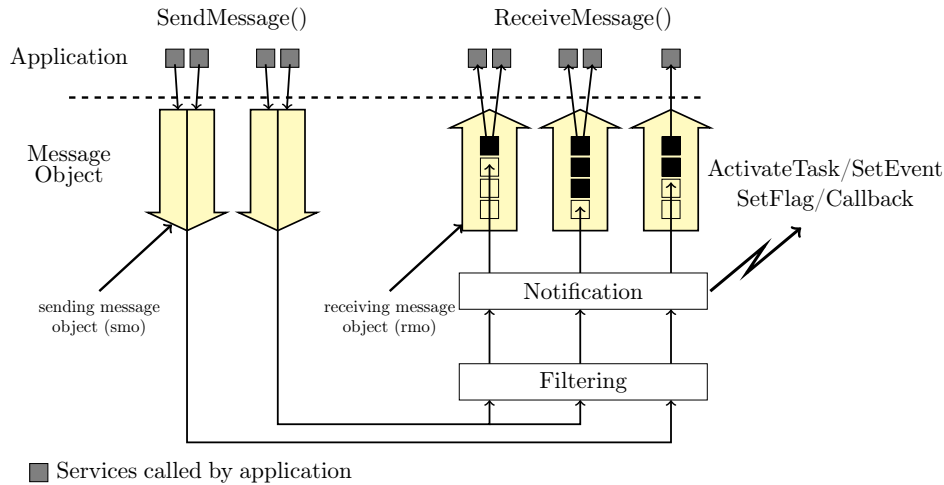 SendMessage()
ReceiveMessage()
Application
Message
Object
ActivateTask/SetEvent
SetFlag/Callback
sending message
object (smo)
receiving message
object (rmo)
Notification
Filtering
Services called by application